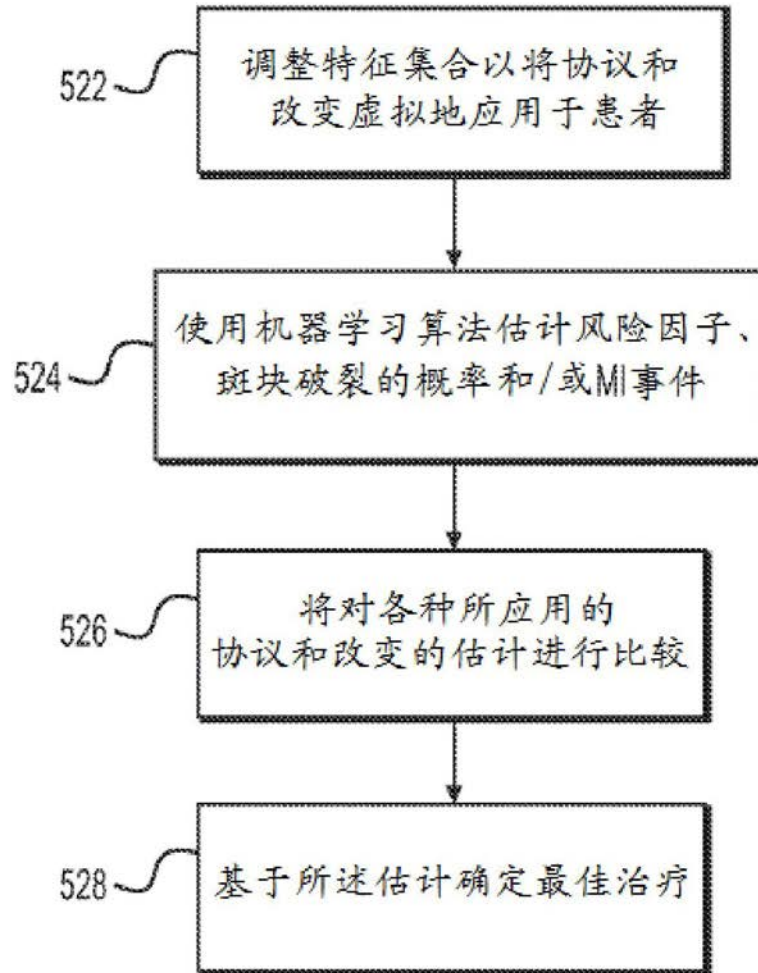 522
调整特征集合以将协议和
改变虚拟地应用于患者
524
使用机器学习算法估计风险因子、
斑块破裂的概率和/或MI事件
526
将对各种所应用的
协议和改变的估计进行比较
528
基于所述估计确定最佳治疗